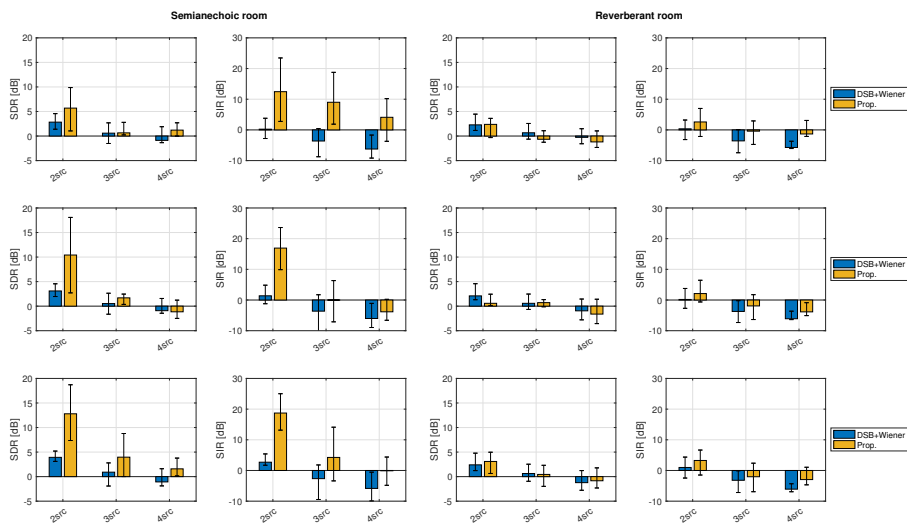 Semianechoic room
Reverberant room
20
15
10
5
0
-5
SDR [dB]
2src
3src
4src
30
20
10
0
-10
SIR [dB]
2src
3src
4src
20
15
10
5
0
-5
SDR [dB]
2src
3src
4src
30
20
10
0
-10
SIR [dB]
2src
3src
4src
DSB+Wiener
Prop.
20
15
10
5
0
-5
SDR [dB]
2src
3src
4src
30
20
10
0
-10
SIR [dB]
2src
3src
4src
20
15
10
5
0
-5
SDR [dB]
2src
3src
4src
30
20
10
0
-10
SIR [dB]
2src
3src
4src
DSB+Wiener
Prop.
20
15
10
5
0
-5
SDR [dB]
2src
3src
4src
30
20
10
0
-10
SIR [dB]
2src
3src
4src
20
15
10
5
0
-5
SDR [dB]
2src
3src
4src
30
20
10
0
-10
SIR [dB]
2src
3src
4src
DSB+Wiener
Prop.